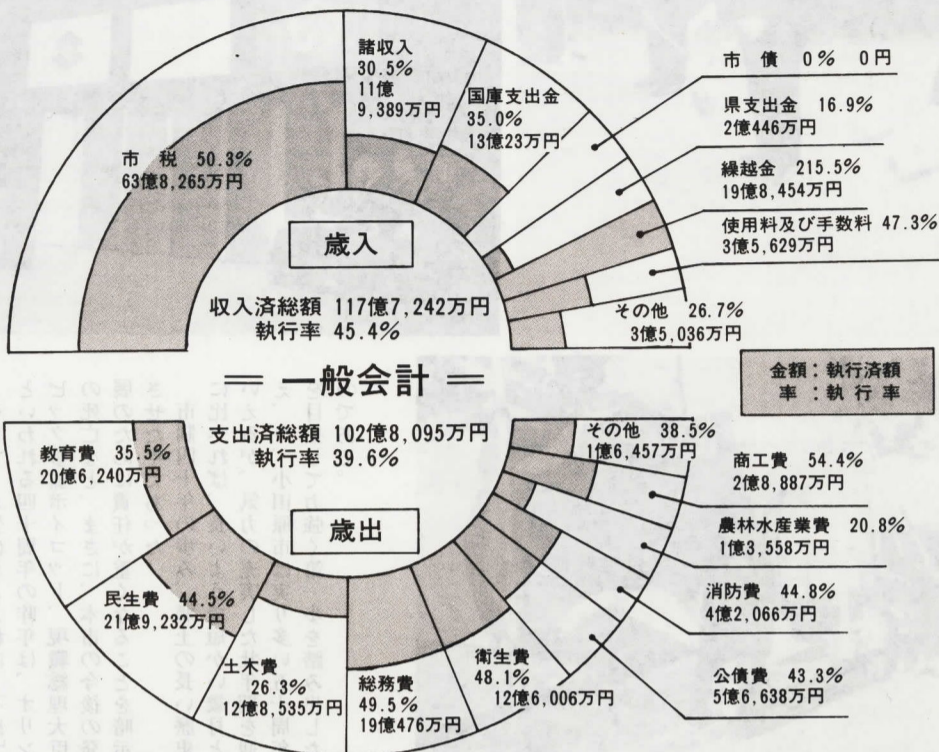 諸収入
30.5%
11億
9,389万円
国庫支出金
35.0%
13億23万円
市債 0% 0円
県支出金 16.9%
2億446万円
繰越金 215.5%
19億8,454万円
使用料及び手数料 47.3%
3億5,629万円
その他 26.7%
3億5,036万円
市税 50.3%
63億8,265万円
歳入
収入済総額 117億7,242万円
執行率 45.4%
金額:執行済額
率:執行率
一般会計
支出済総額 102億8,095万円
執行率 39.6%
歳出
その他 38.5%
1億6,457万円
商工費 54.4%
2億8,887万円
農林水産業費 20.8%
1億3,558万円
消防費 44.8%
4億2,066万円
公債費 43.3%
5億6,638万円
衛生費
48.1%
12億6,006万円
総務費
49.5%
19億476万円
土木費
26.3%
12億8,535万円
民生費 44.5%
21億9,232万円
教育費 35.5%
20億6,240万円